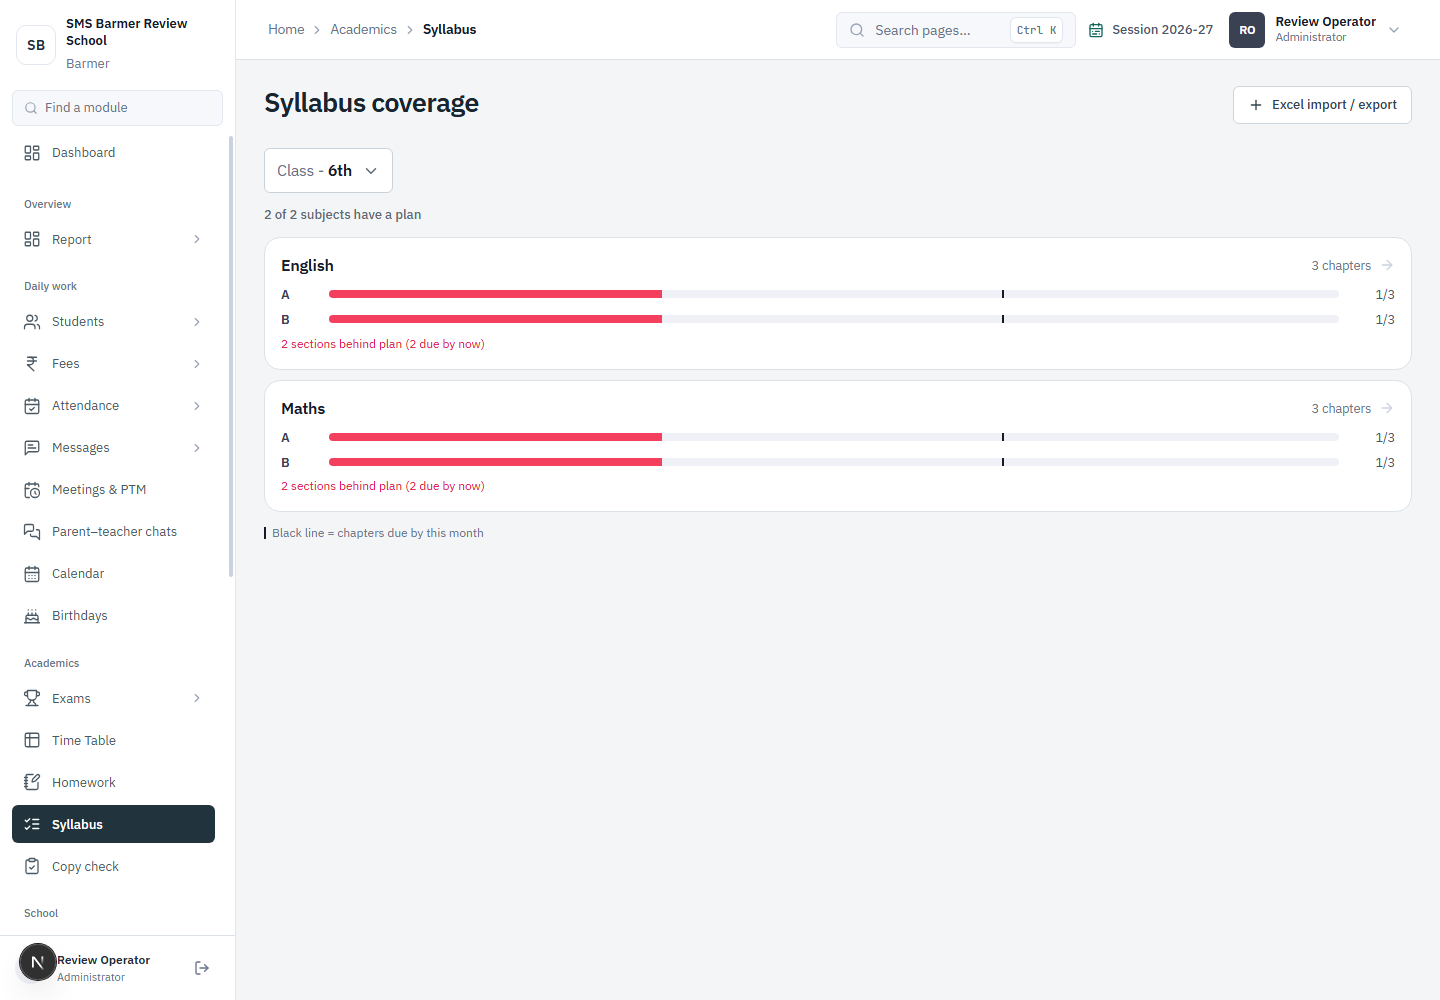 SB
SMS Barmer Review
School
Barmer
Find a module
Dashboard
Overview
Report
Daily work
Students
Fees
Attendance
Messages
Meetings & PTM
Parent–teacher chats
Calendar
Birthdays
Academics
Exams
Time Table
Homework
Syllabus
Copy check
School
N
Review Operator
Administrator
Home
Academics
Syllabus
Search pages...
Ctrl K
Session 2026-27
RO
Review Operator
Administrator
Syllabus coverage
Excel import / export
Class - 6th
2 of 2 subjects have a plan
English
3 chapters
A
1/3
B
1/3
2 sections behind plan (2 due by now)
Maths
3 chapters
A
1/3
B
1/3
2 sections behind plan (2 due by now)
Black line = chapters due by this month